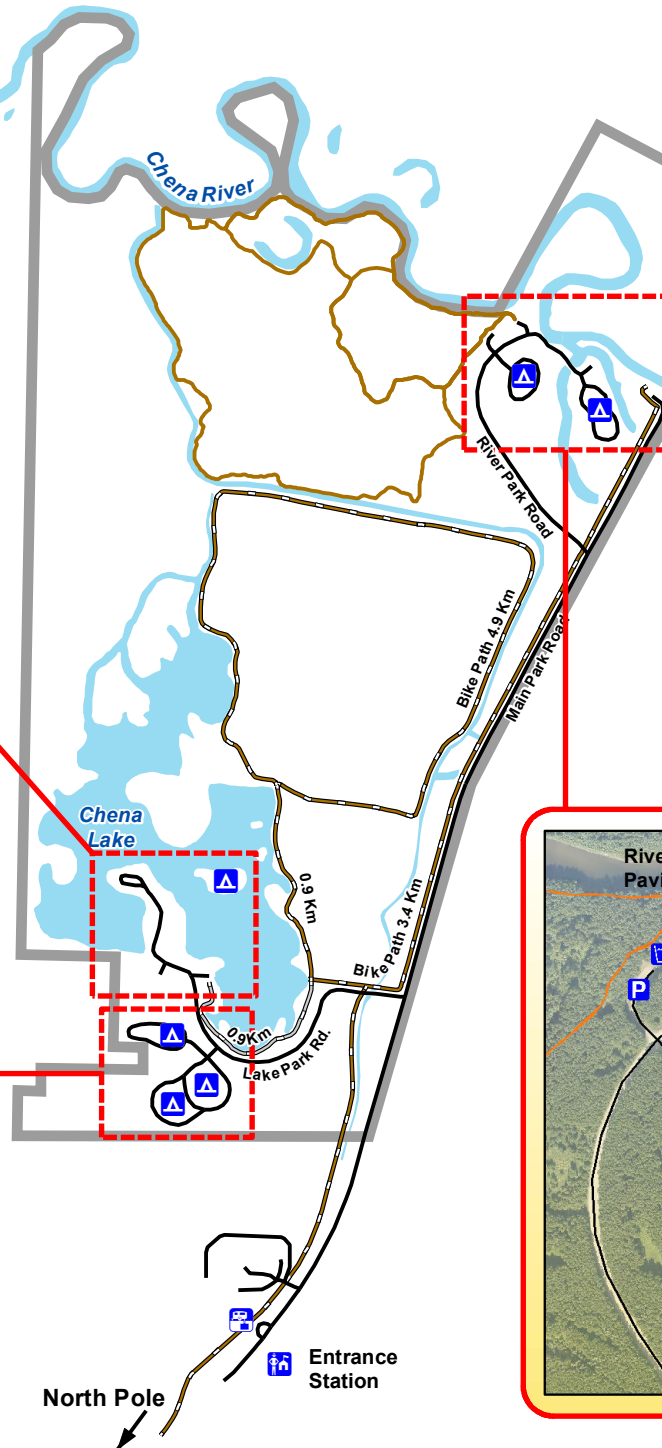 Chena River
River Park Road
Bike Path 4.9 Km
Main Park Road
Chena
Lake
0.9 Km
Bike Path 3.4 Km
0.9Km
Lake Park Rd.
P
Entrance
Station
North Pole